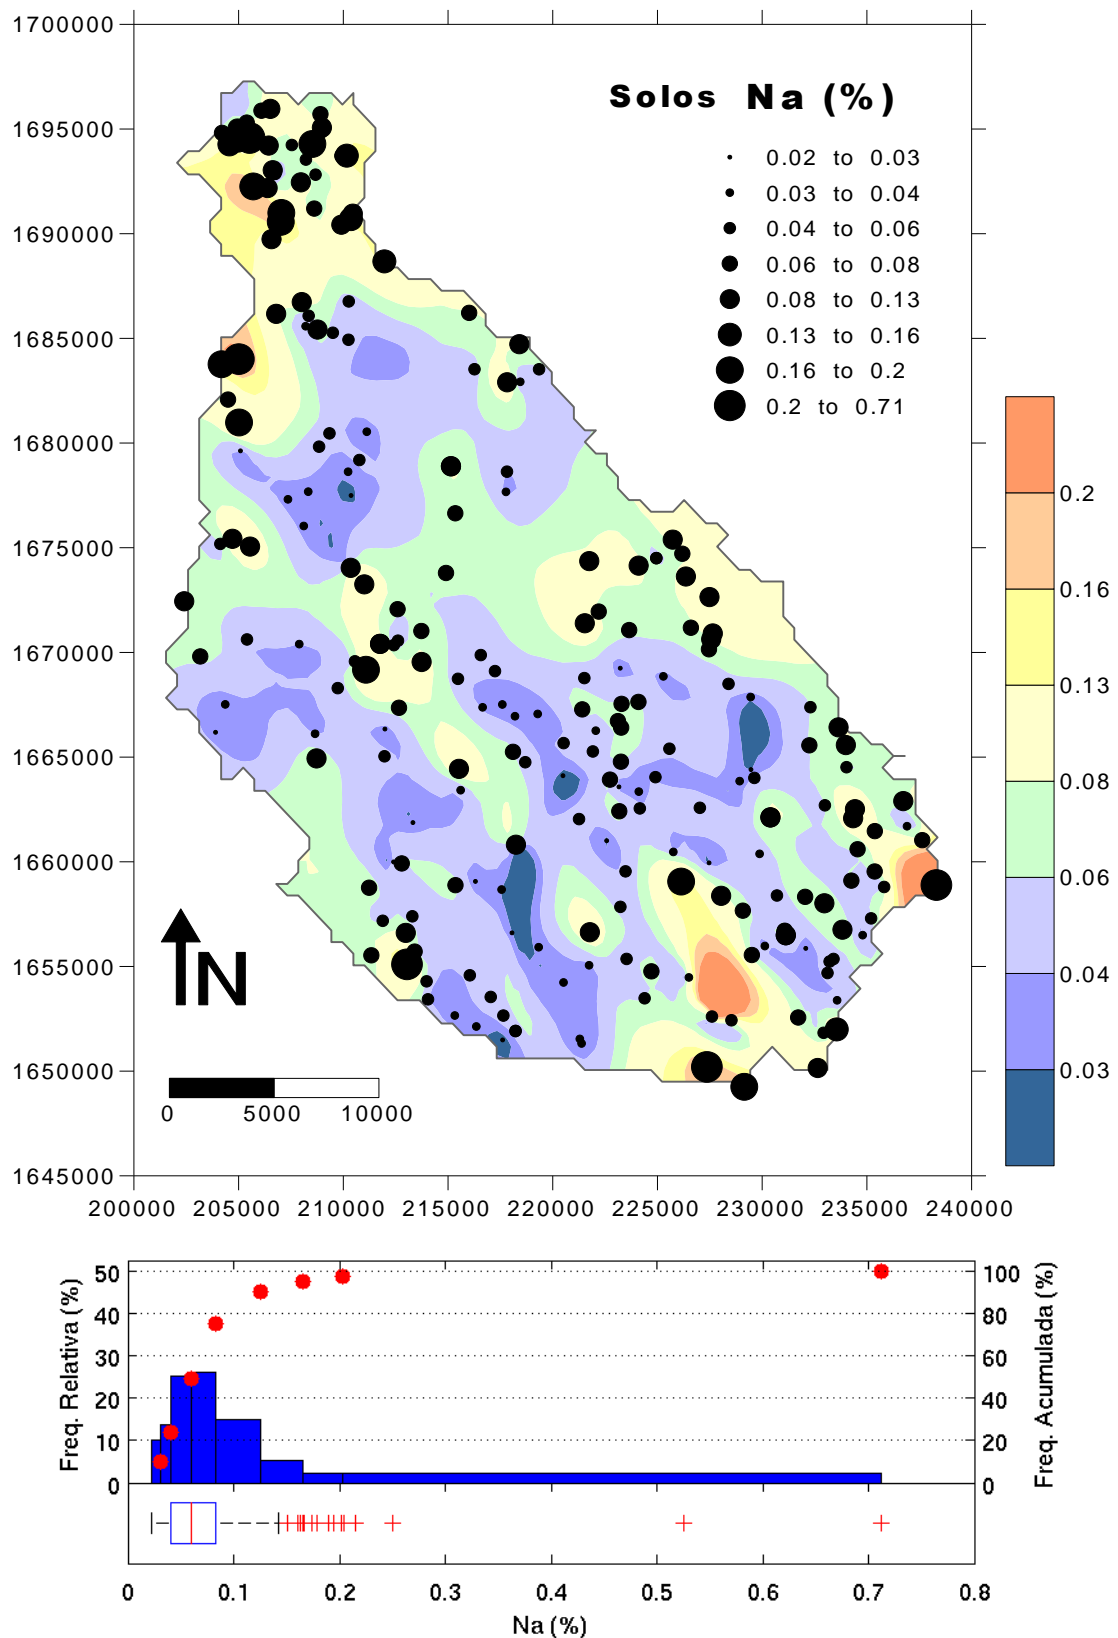 1700000
1695000
1690000
1685000
1680000
1675000
1670000
1665000
1660000
1655000
1650000
1645000
Solos Na (%)
0.02 to 0.03
0.03 to 0.04
0.04 to 0.06
0.06 to 0.08
0.08 to 0.13
0.13 to 0.16
0.16 to 0.2
0.2 to 0.71
0.2
0.16
0.13
0.08
0.06
0.04
0.03
N
0 5000 10000
200000 205000 210000 215000 220000 225000 230000 235000 240000
Freq. Relativa (%)
50
40
30
20
10
0
100
80
60
40
20
0
Freq. Acumulada (%)
0 0.1 0.2 0.3 0.4 0.5 0.6 0.7 0.8
Na (%)